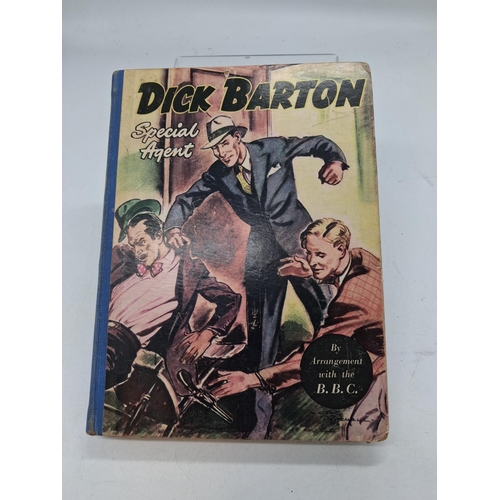 DICK BARTON
Special
Agent
By
Arrangement
with the
B.B.C.